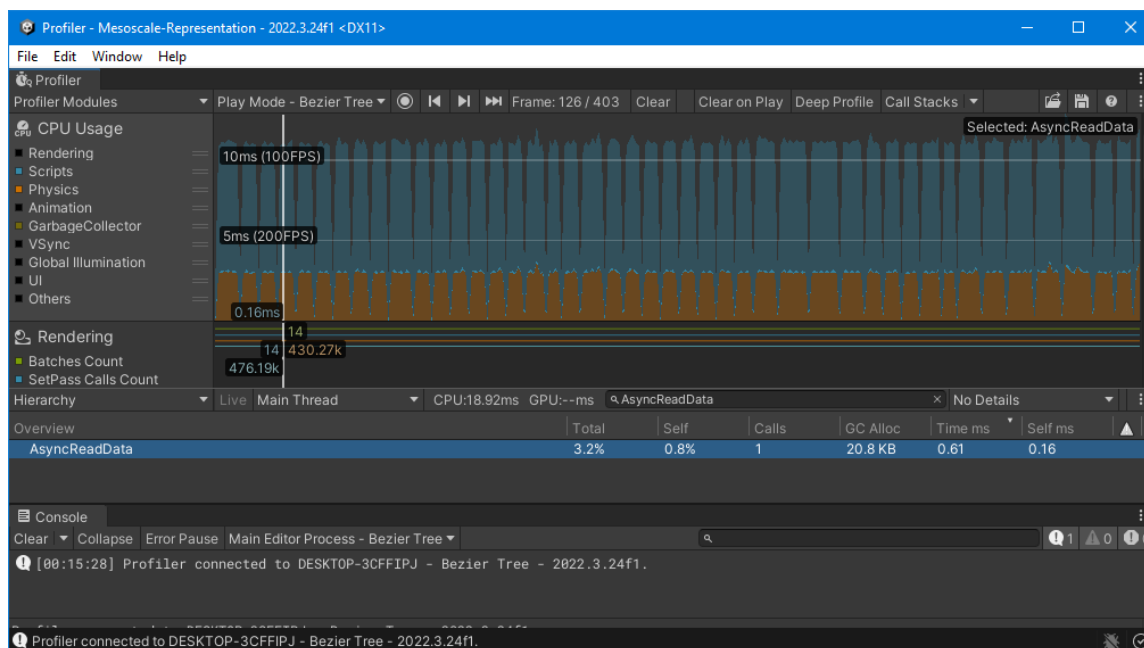 Profiler - Mesoscale-Representation - 2022.3.24f1 <DX11>
File Edit Window Help
Profiler
Profiler Modules Play Mode - Bezier Tree Frame: 126 / 403 Clear Clear on Play Deep Profile Call Stacks
CPU Usage
Selected: AsyncReadData
Rendering
Scripts
Physics
Animation
GarbageCollector
VSync
Global Illumination
UI
Others
10ms (100FPS)
5ms (200FPS)
0.16ms
Rendering
Batches Count
SetPass Calls Count
14
14 430.27k
476.19k
Hierarchy Live Main Thread CPU:18.92ms GPU:--ms AsyncReadData No Details
Overview Total Self Calls GC Alloc Time ms Self ms
AsyncReadData 3.2% 0.8% 1 20.8 KB 0.61 0.16
Console
Clear Collapse Error Pause Main Editor Process - Bezier Tree 1 0
[00:15:28] Profiler connected to DESKTOP-3CFFIPJ - Bezier Tree - 2022.3.24f1.
Profiler connected to DESKTOP-3CFFIPJ - Bezier Tree - 2022.3.24f1.